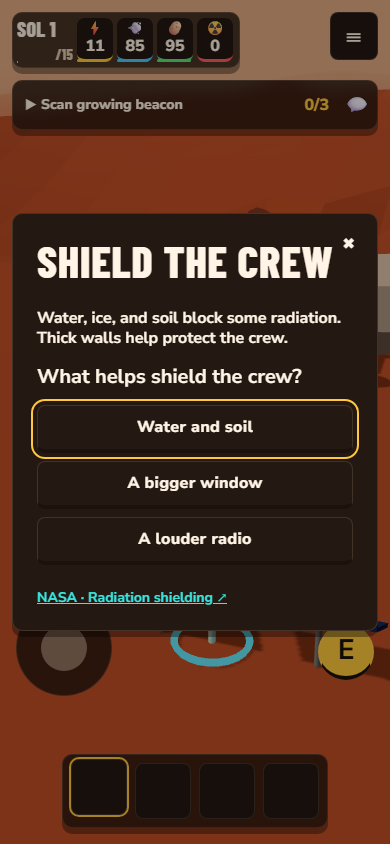 SOL 1
/15
11
85
95
0
▶ Scan growing beacon
0/3
SHIELD THE CREW
✖
Water, ice, and soil block some radiation.
Thick walls help protect the crew.
What helps shield the crew?
Water and soil
A bigger window
A louder radio
NASA · Radiation shielding ↗
E